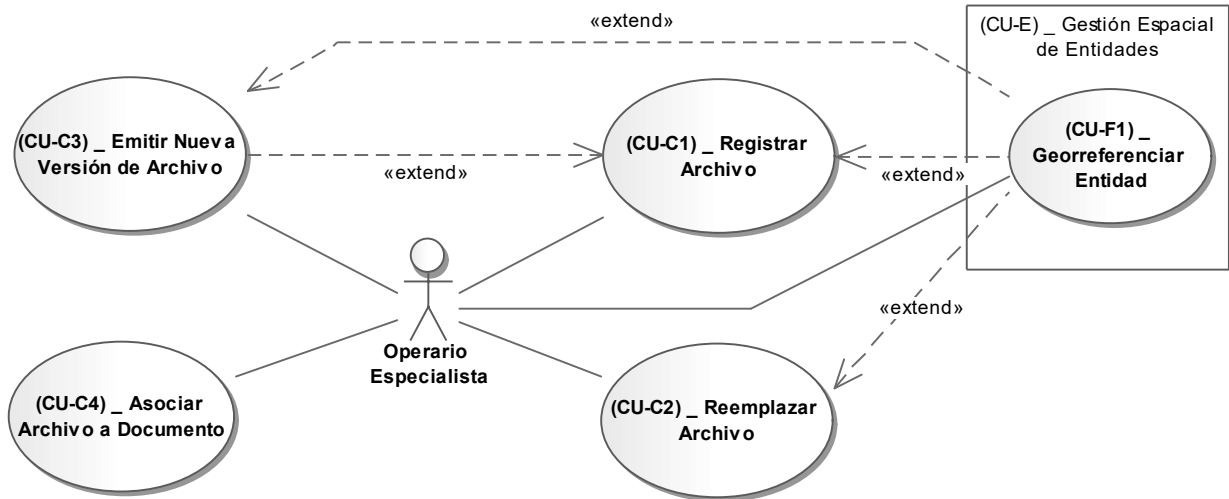 «extend»
(CU-E) _ Gestión Espacial
de Entidades
(CU-C3) _ Emitir Nueva
Versión de Archivo
«extend»
(CU-C1) _ Registrar
Archivo
«extend»
(CU-F1) _
Georreferenciar
Entidad
«extend»
Operario
Especialista
(CU-C4) _ Asociar
Archivo a Documento
(CU-C2) _ Reemplazar
Archivo